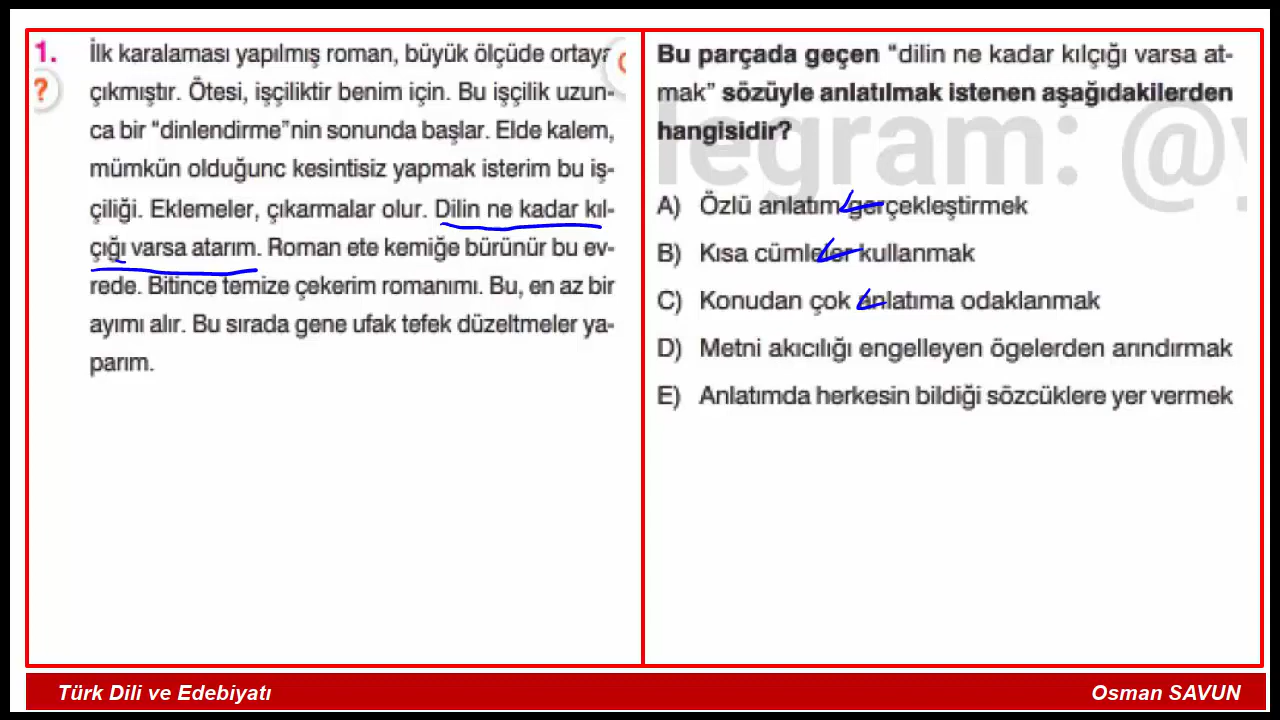 1. İlk karalaması yapılmış roman, büyük ölçüde ortaya
? çıkmıştır. Ötesi, işçiliktir benim için. Bu işçilik uzun-
ca bir “dinlendirme”nin sonunda başlar. Elde kalem,
mümkün olduğunc kesintisiz yapmak isterim bu iş-
çiliği. Eklemeler, çıkarmalar olur. Dilin ne kadar kıl-
çığı varsa atarım. Roman ete kemiğe bürünür bu ev-
rede. Bitince temize çekerim romanımı. Bu, en az bir
ayımı alır. Bu sırada gene ufak tefek düzeltmeler ya-
parım.
Bu parçada geçen “dilin ne kadar kılçığı varsa at-
mak” sözüyle anlatılmak istenen aşağıdakilerden
hangisidir?
legram: @y
A) Özlü anlatım gerçekleştirmek
B) Kısa cümleler kullanmak
C) Konudan çok anlatıma odaklanmak
D) Metni akıcılığı engelleyen ögelerden arındırmak
E) Anlatımda herkesin bildiği sözcüklere yer vermek
Türk Dili ve Edebiyatı
Osman SAVUN